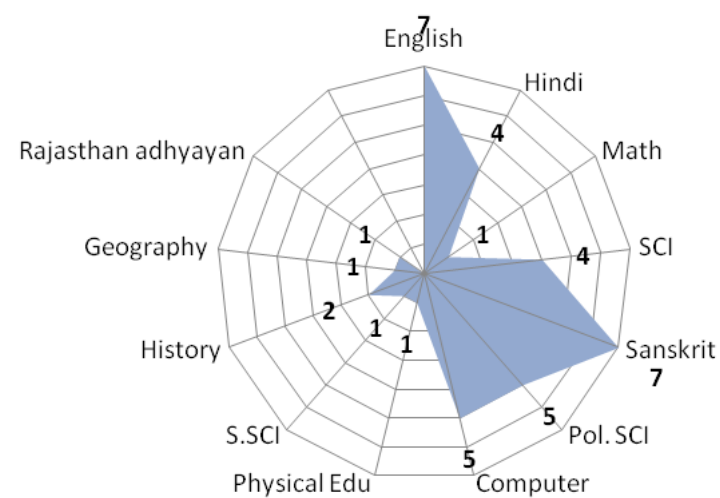 7
English
Hindi
4
Math
1
SCI
4
Sanskrit
7
Pol. SCI
5
Computer
5
Physical Edu
1
S.SCI
1
History
2
Geography
1
Rajasthan adhyayan
1